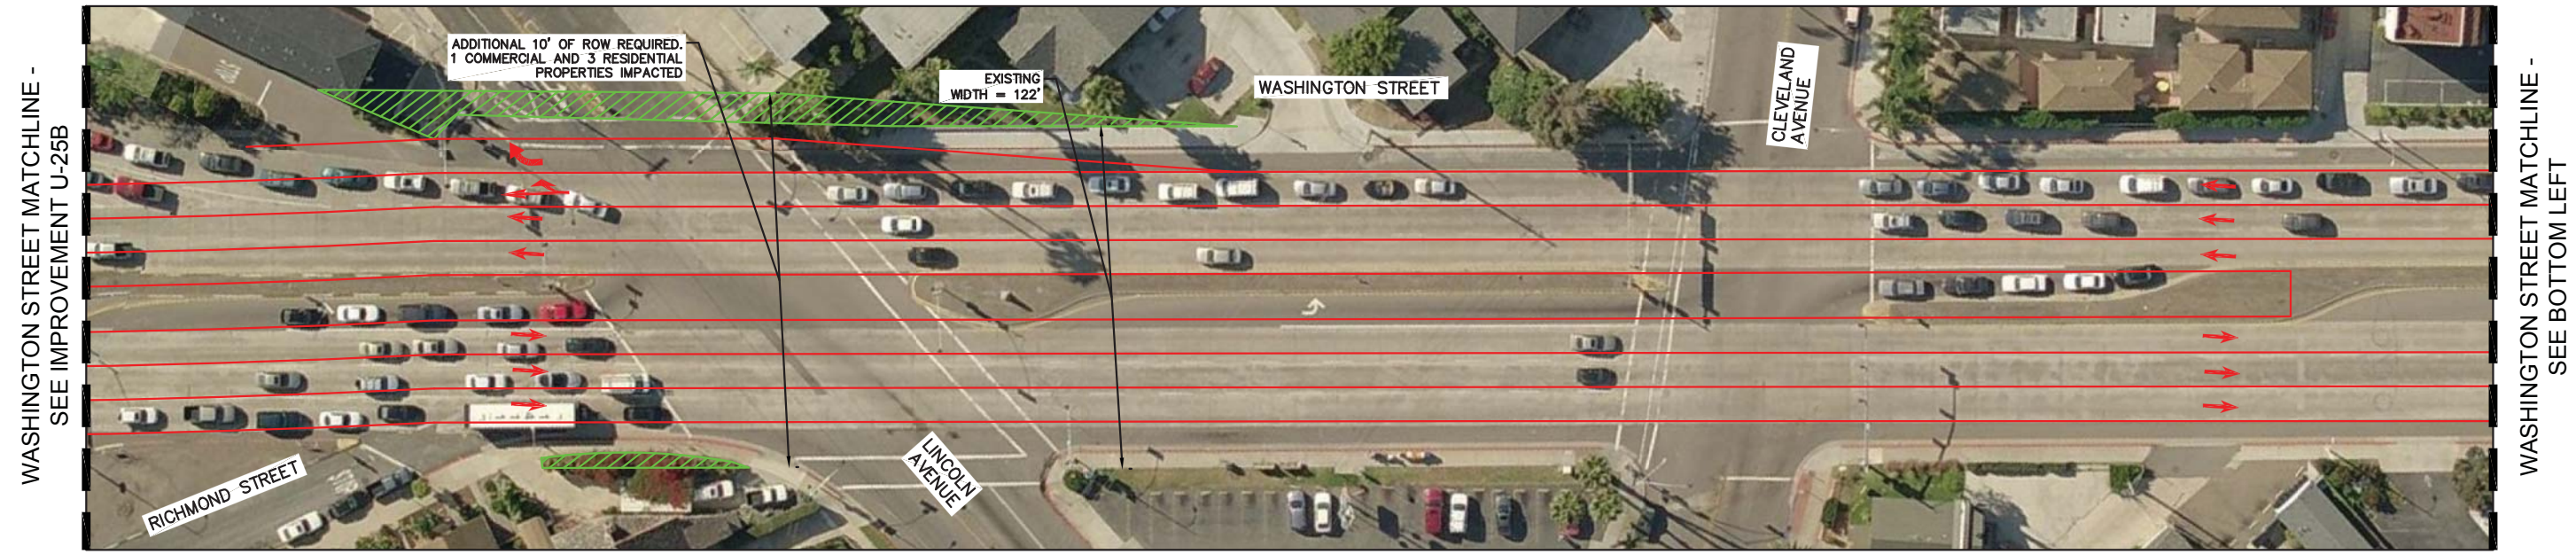 WASHINGTON STREET MATCHLINE -
SEE IMPROVEMENT U-25B
ADDITIONAL 10' OF ROW REQUIRED.
1 COMMERCIAL AND 3 RESIDENTIAL
PROPERTIES IMPACTED
EXISTING
WIDTH = 122'
WASHINGTON STREET
CLEVELAND
AVENUE
RICHMOND STREET
LINCOLN
AVENUE
STOP
WASHINGTON STREET MATCHLINE -
SEE BOTTOM LEFT